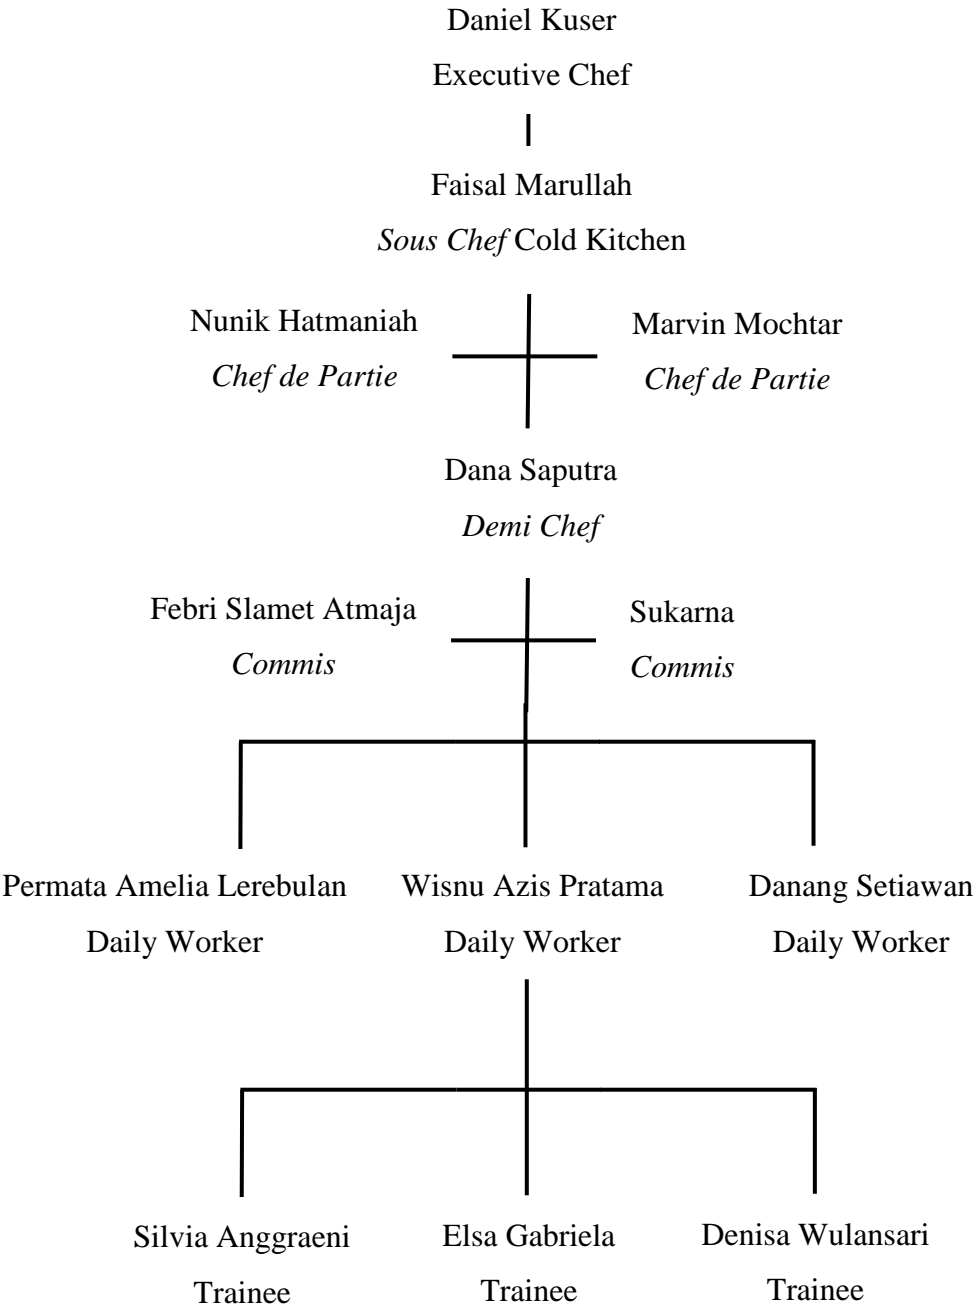 Daniel Kuser
Executive Chef
Faisal Marullah
Sous Chef Cold Kitchen
Nunik Hatmaniah
Chef de Partie
Marvin Mochtar
Chef de Partie
Dana Saputra
Demi Chef
Febri Slamet Atmaja
Commis
Sukarna
Commis
Permata Amelia Lerebulan
Daily Worker
Wisnu Azis Pratama
Daily Worker
Danang Setiawan
Daily Worker
Silvia Anggraeni
Trainee
Elsa Gabriela
Trainee
Denisa Wulansari
Trainee